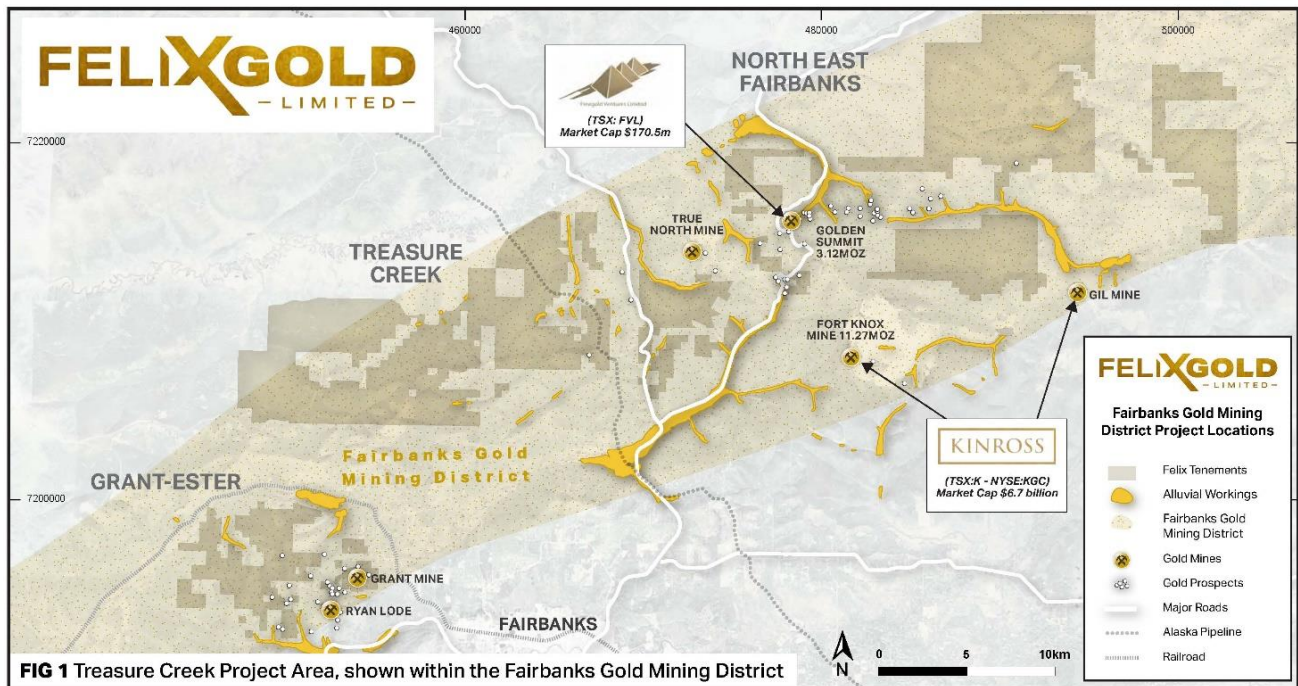 460000
480000
500000
7220000
7200000
FELIXGOLD
- LIMITED -
Freegold Ventures Limited
(TSX: FVL)
Market Cap $170.5m
NORTH EAST
FAIRBANKS
TRUE
NORTH MINE
GOLDEN
SUMMIT
3.12MOZ
TREASURE
CREEK
GIL MINE
FORT KNOX
MINE 11.27MOZ
KINROSS
(TSX:K - NYSE:KGC)
Market Cap $6.7 billion
Fairbanks Gold
Mining District
GRANT-ESTER
GRANT MINE
RYAN LODE
FAIRBANKS
N
0 5 10km
FELIXGOLD
- LIMITED -
Fairbanks Gold Mining
District Project Locations
Felix Tenements
Alluvial Workings
Fairbanks Gold
Mining District
Gold Mines
Gold Prospects
Major Roads
Alaska Pipeline
Railroad
FIG 1 Treasure Creek Project Area, shown within the Fairbanks Gold Mining District